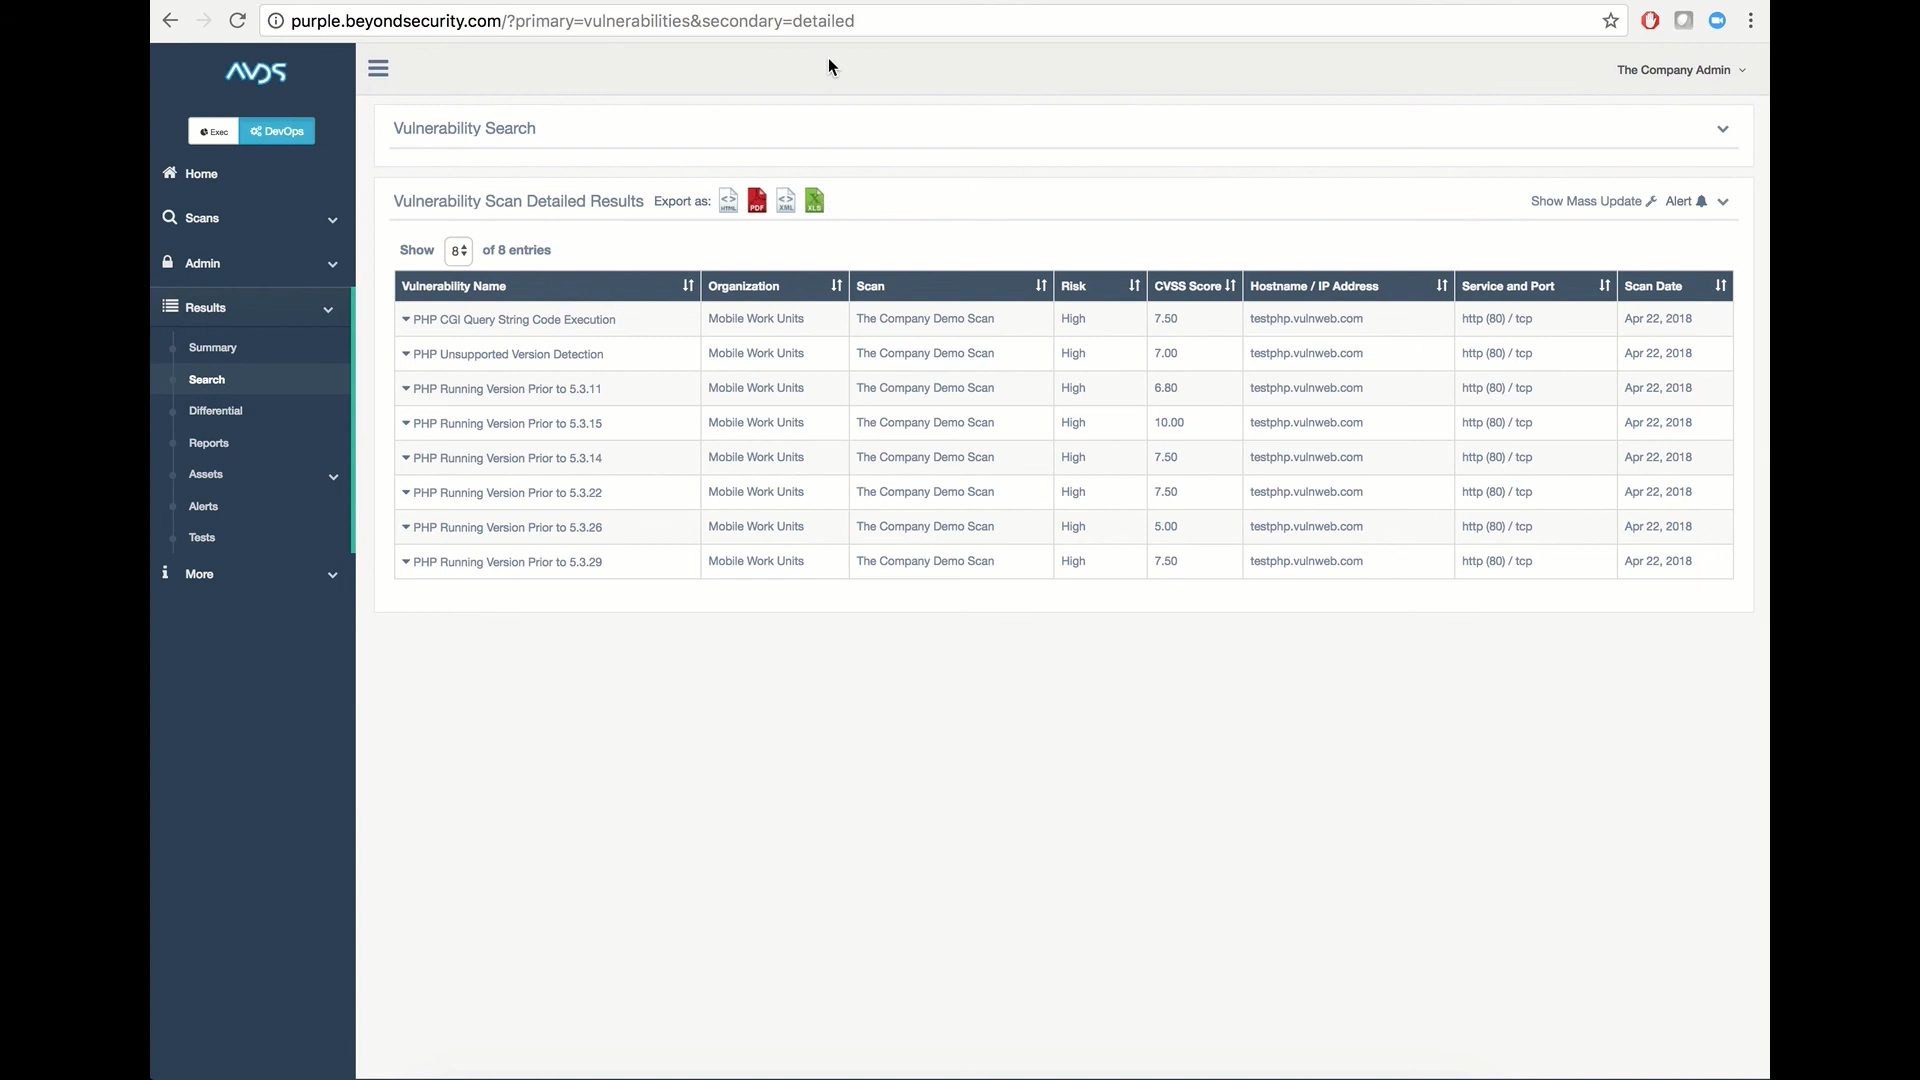 purple.beyondsecurity.com/?primary=vulnerabilities&secondary=detailed
AVDS
The Company Admin
Exec DevOps
Home
Scans
Admin
Results
Summary
Search
Differential
Reports
Assets
Alerts
Tests
More
Vulnerability Search
Vulnerability Scan Detailed Results Export as: HTML PDF XML XLS Show Mass Update Alert
Show 8 of 8 entries
Vulnerability Name Organization Scan Risk CVSS Score Hostname / IP Address Service and Port Scan Date
PHP CGI Query String Code Execution Mobile Work Units The Company Demo Scan High 7.50 testphp.vulnweb.com http (80) / tcp Apr 22, 2018
PHP Unsupported Version Detection Mobile Work Units The Company Demo Scan High 7.00 testphp.vulnweb.com http (80) / tcp Apr 22, 2018
PHP Running Version Prior to 5.3.11 Mobile Work Units The Company Demo Scan High 6.80 testphp.vulnweb.com http (80) / tcp Apr 22, 2018
PHP Running Version Prior to 5.3.15 Mobile Work Units The Company Demo Scan High 10.00 testphp.vulnweb.com http (80) / tcp Apr 22, 2018
PHP Running Version Prior to 5.3.14 Mobile Work Units The Company Demo Scan High 7.50 testphp.vulnweb.com http (80) / tcp Apr 22, 2018
PHP Running Version Prior to 5.3.22 Mobile Work Units The Company Demo Scan High 7.50 testphp.vulnweb.com http (80) / tcp Apr 22, 2018
PHP Running Version Prior to 5.3.26 Mobile Work Units The Company Demo Scan High 5.00 testphp.vulnweb.com http (80) / tcp Apr 22, 2018
PHP Running Version Prior to 5.3.29 Mobile Work Units The Company Demo Scan High 7.50 testphp.vulnweb.com http (80) / tcp Apr 22, 2018